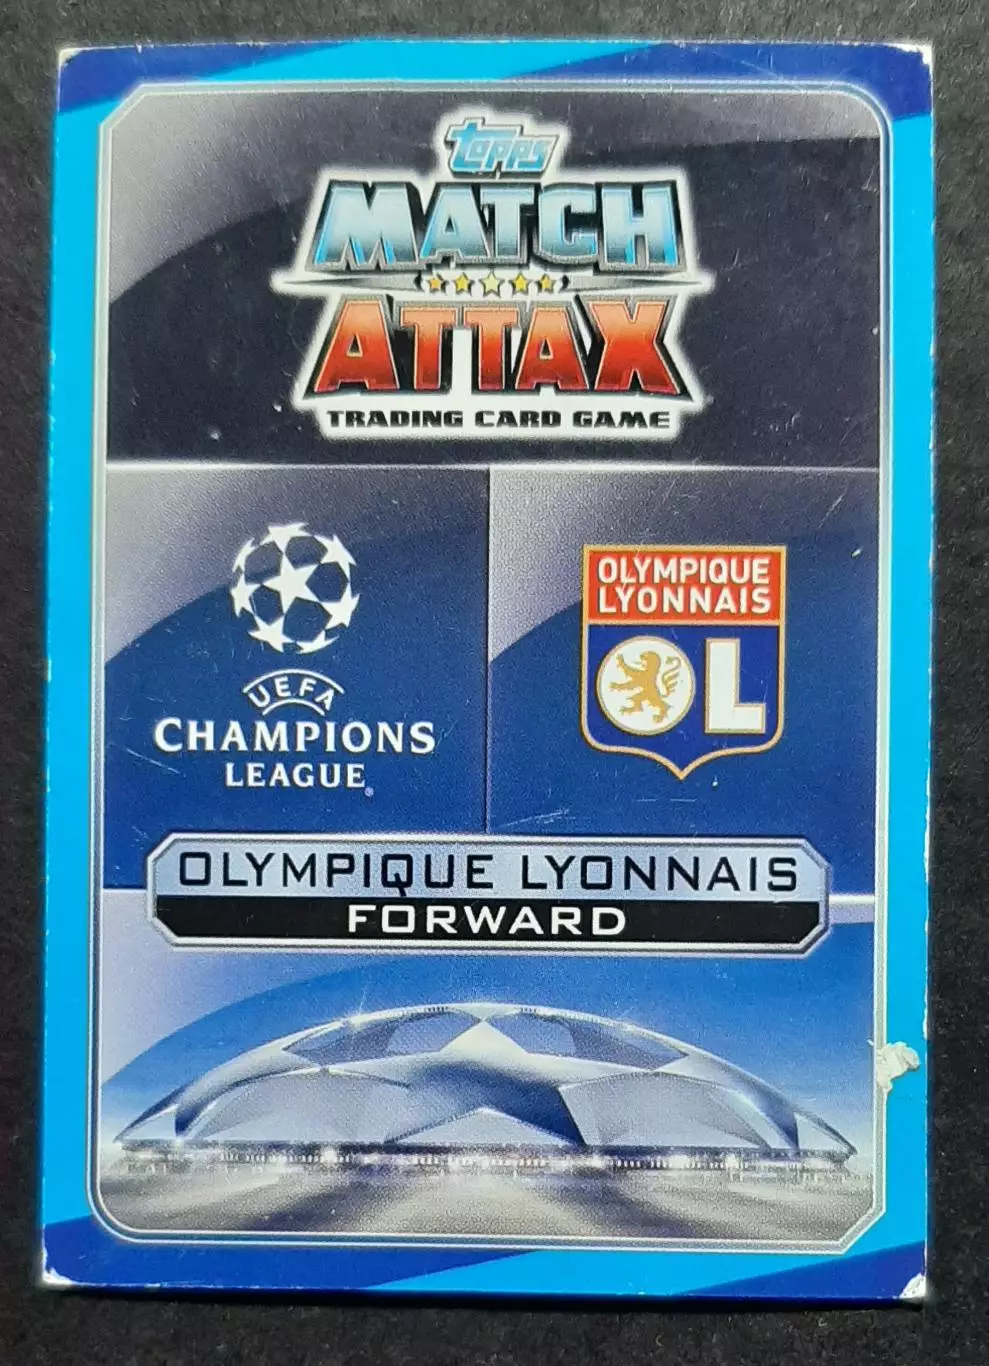 topps
MATCH
ATTAX
TRADING CARD GAME
UEFA
CHAMPIONS
LEAGUE®
OLYMPIQUE
LYONNAIS
OL
OLYMPIQUE LYONNAIS
FORWARD